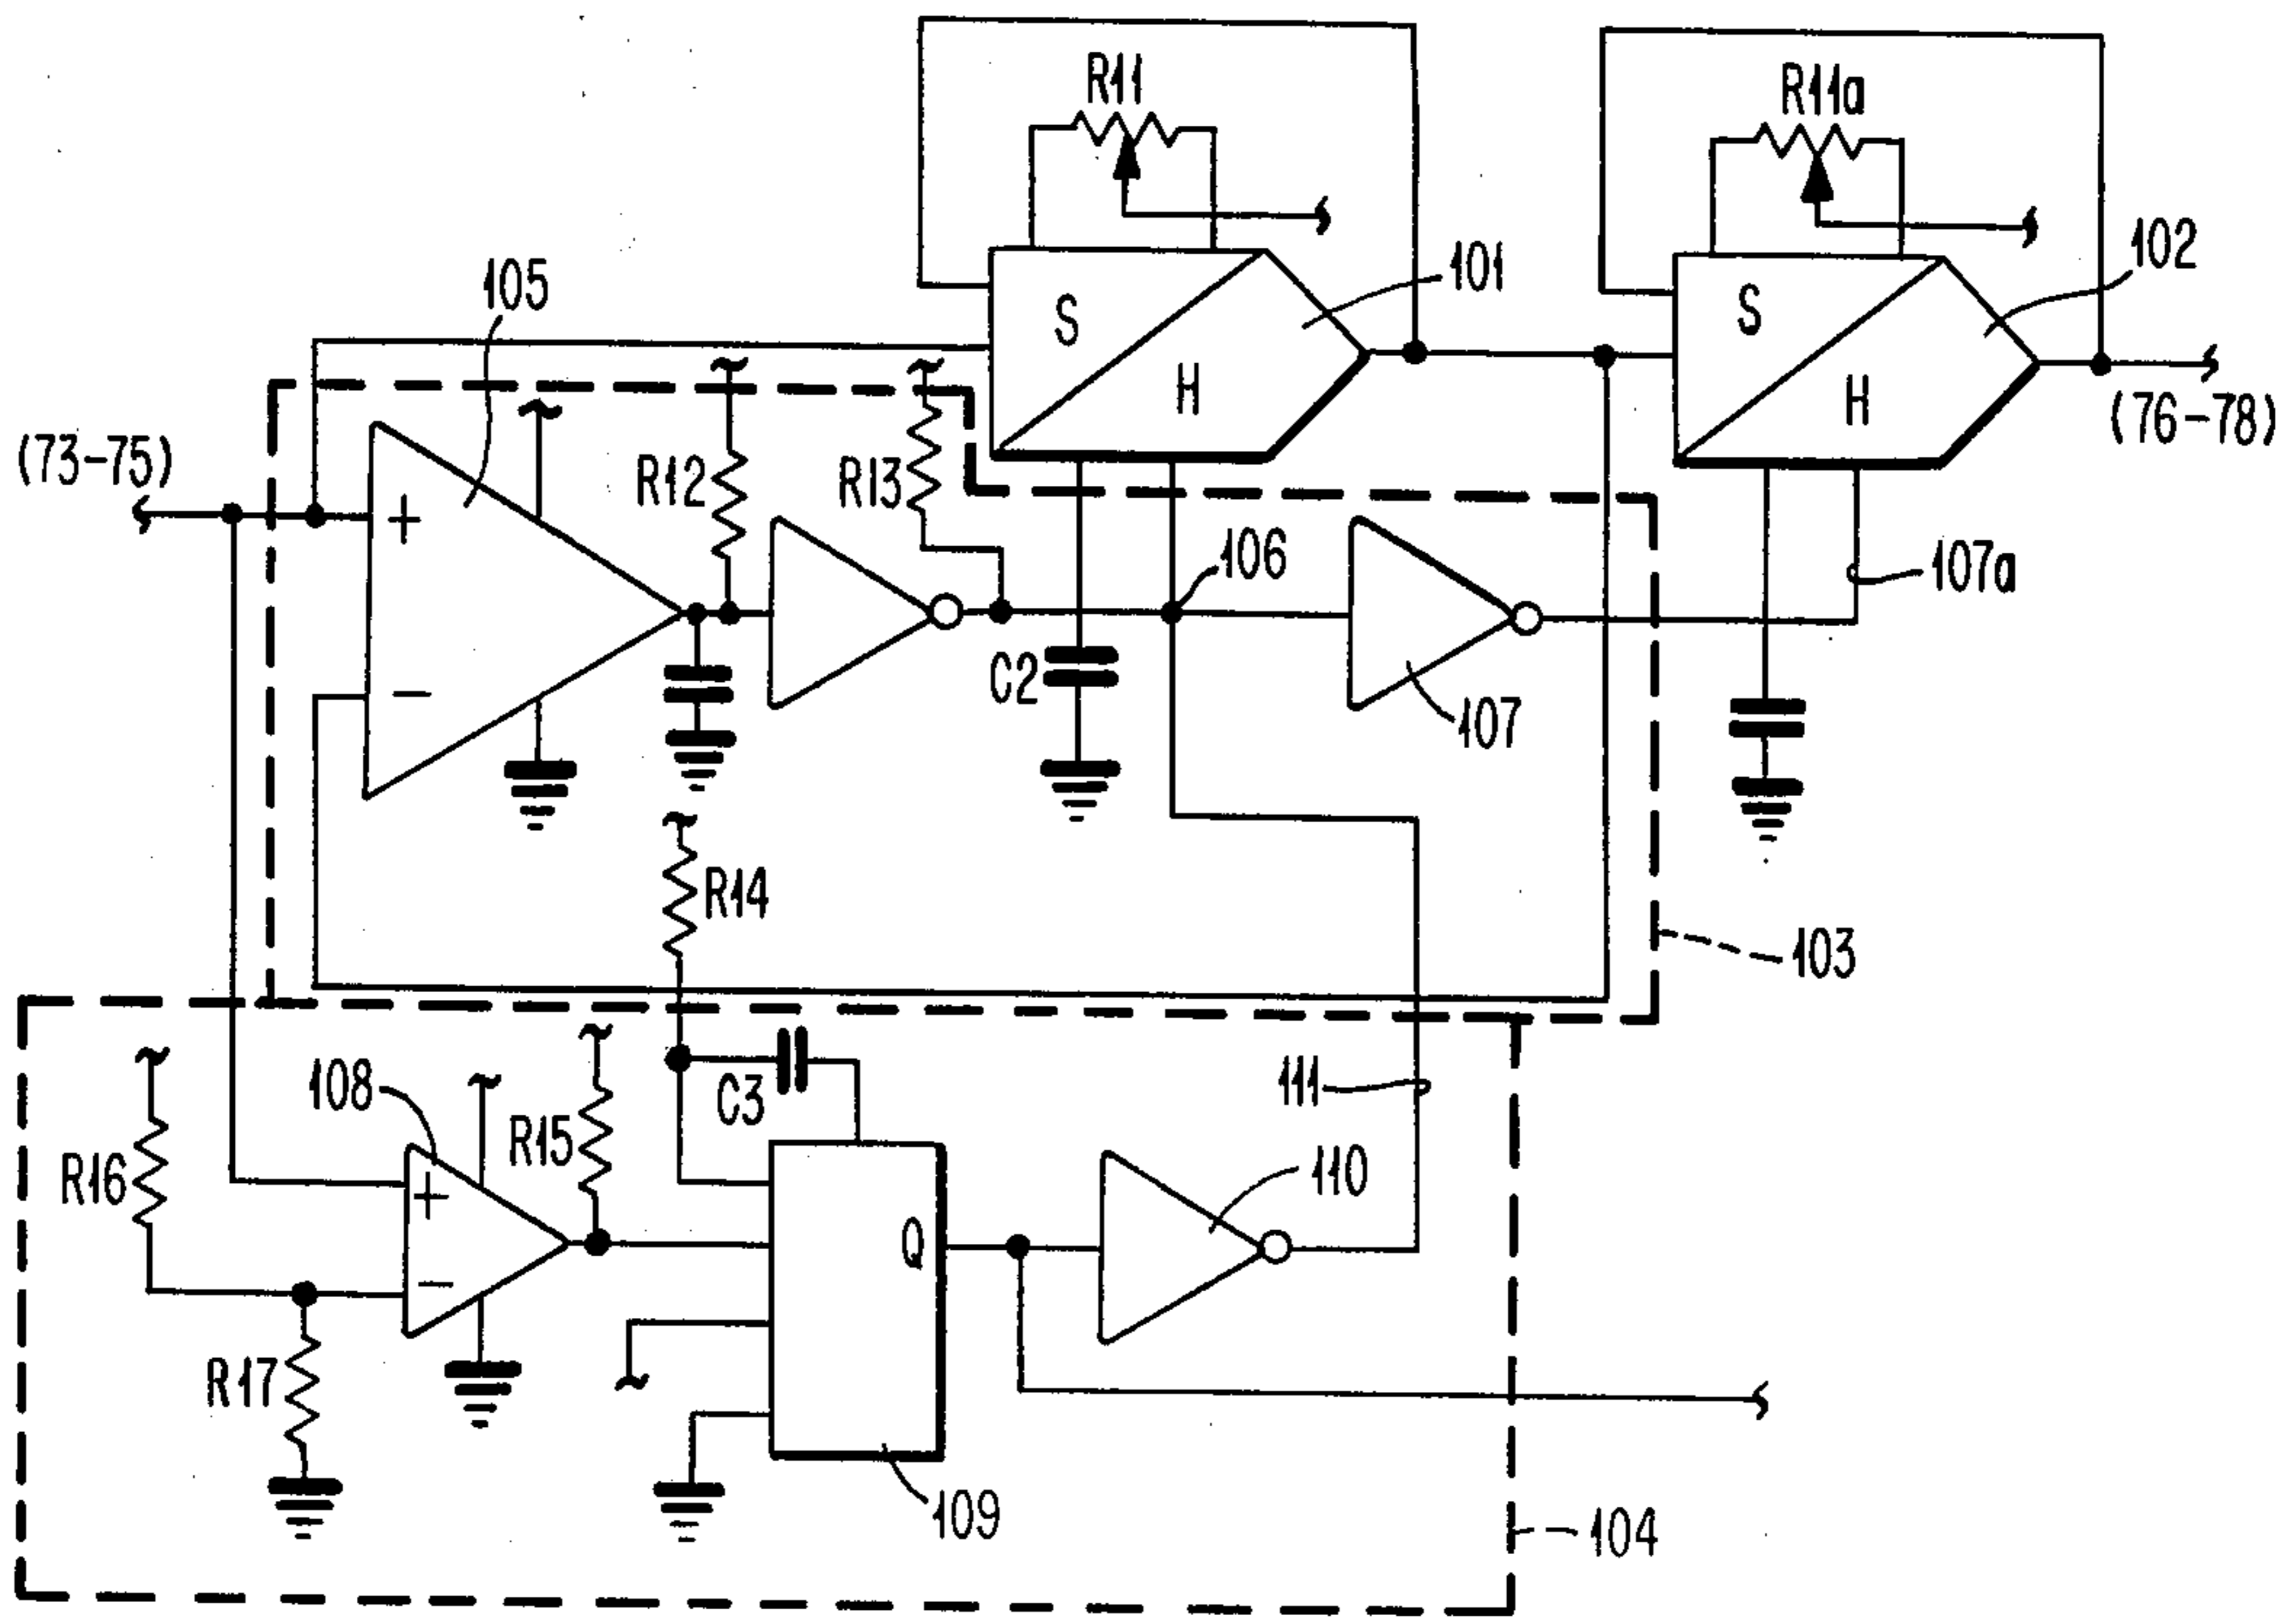 R11
R11a
101
102
S
H
S
H
105
(76-78)
(73-75)
+
R12
R13
106
107a
−
C2
107
R14
103
108
C3
111
R15
R16
+
110
Q
−
R17
109
104